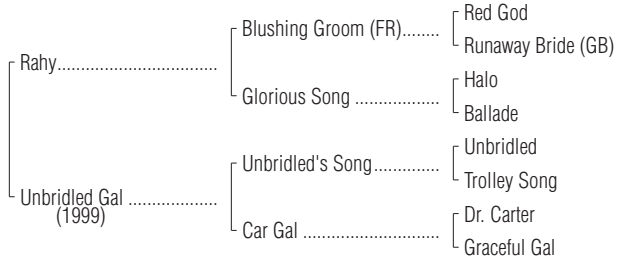 Red God
Blushing Groom (FR)........
Runaway Bride (GB)
Rahy.................................
Halo
Glorious Song ..................
Ballade
Unbridled
Unbridled's Song..............
Trolley Song
Unbridled Gal ...................
(1999)
Dr. Carter
Car Gal .............................
Graceful Gal